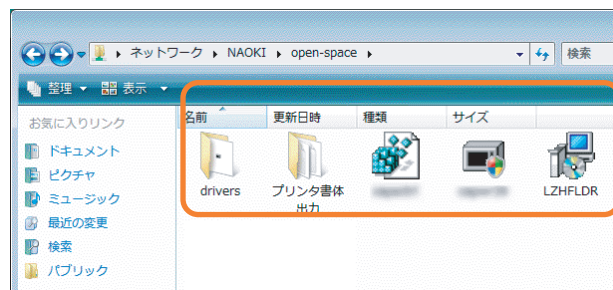 ネットワーク ▸ NAOKI ▸ open-space ▸
検索
整理 表示
お気に入りリンク
ドキュメント
ピクチャ
ミュージック
最近の変更
検索
パブリック
名前 更新日時 種類 サイズ
drivers
プリンタ書体
出力
LZHFLDR